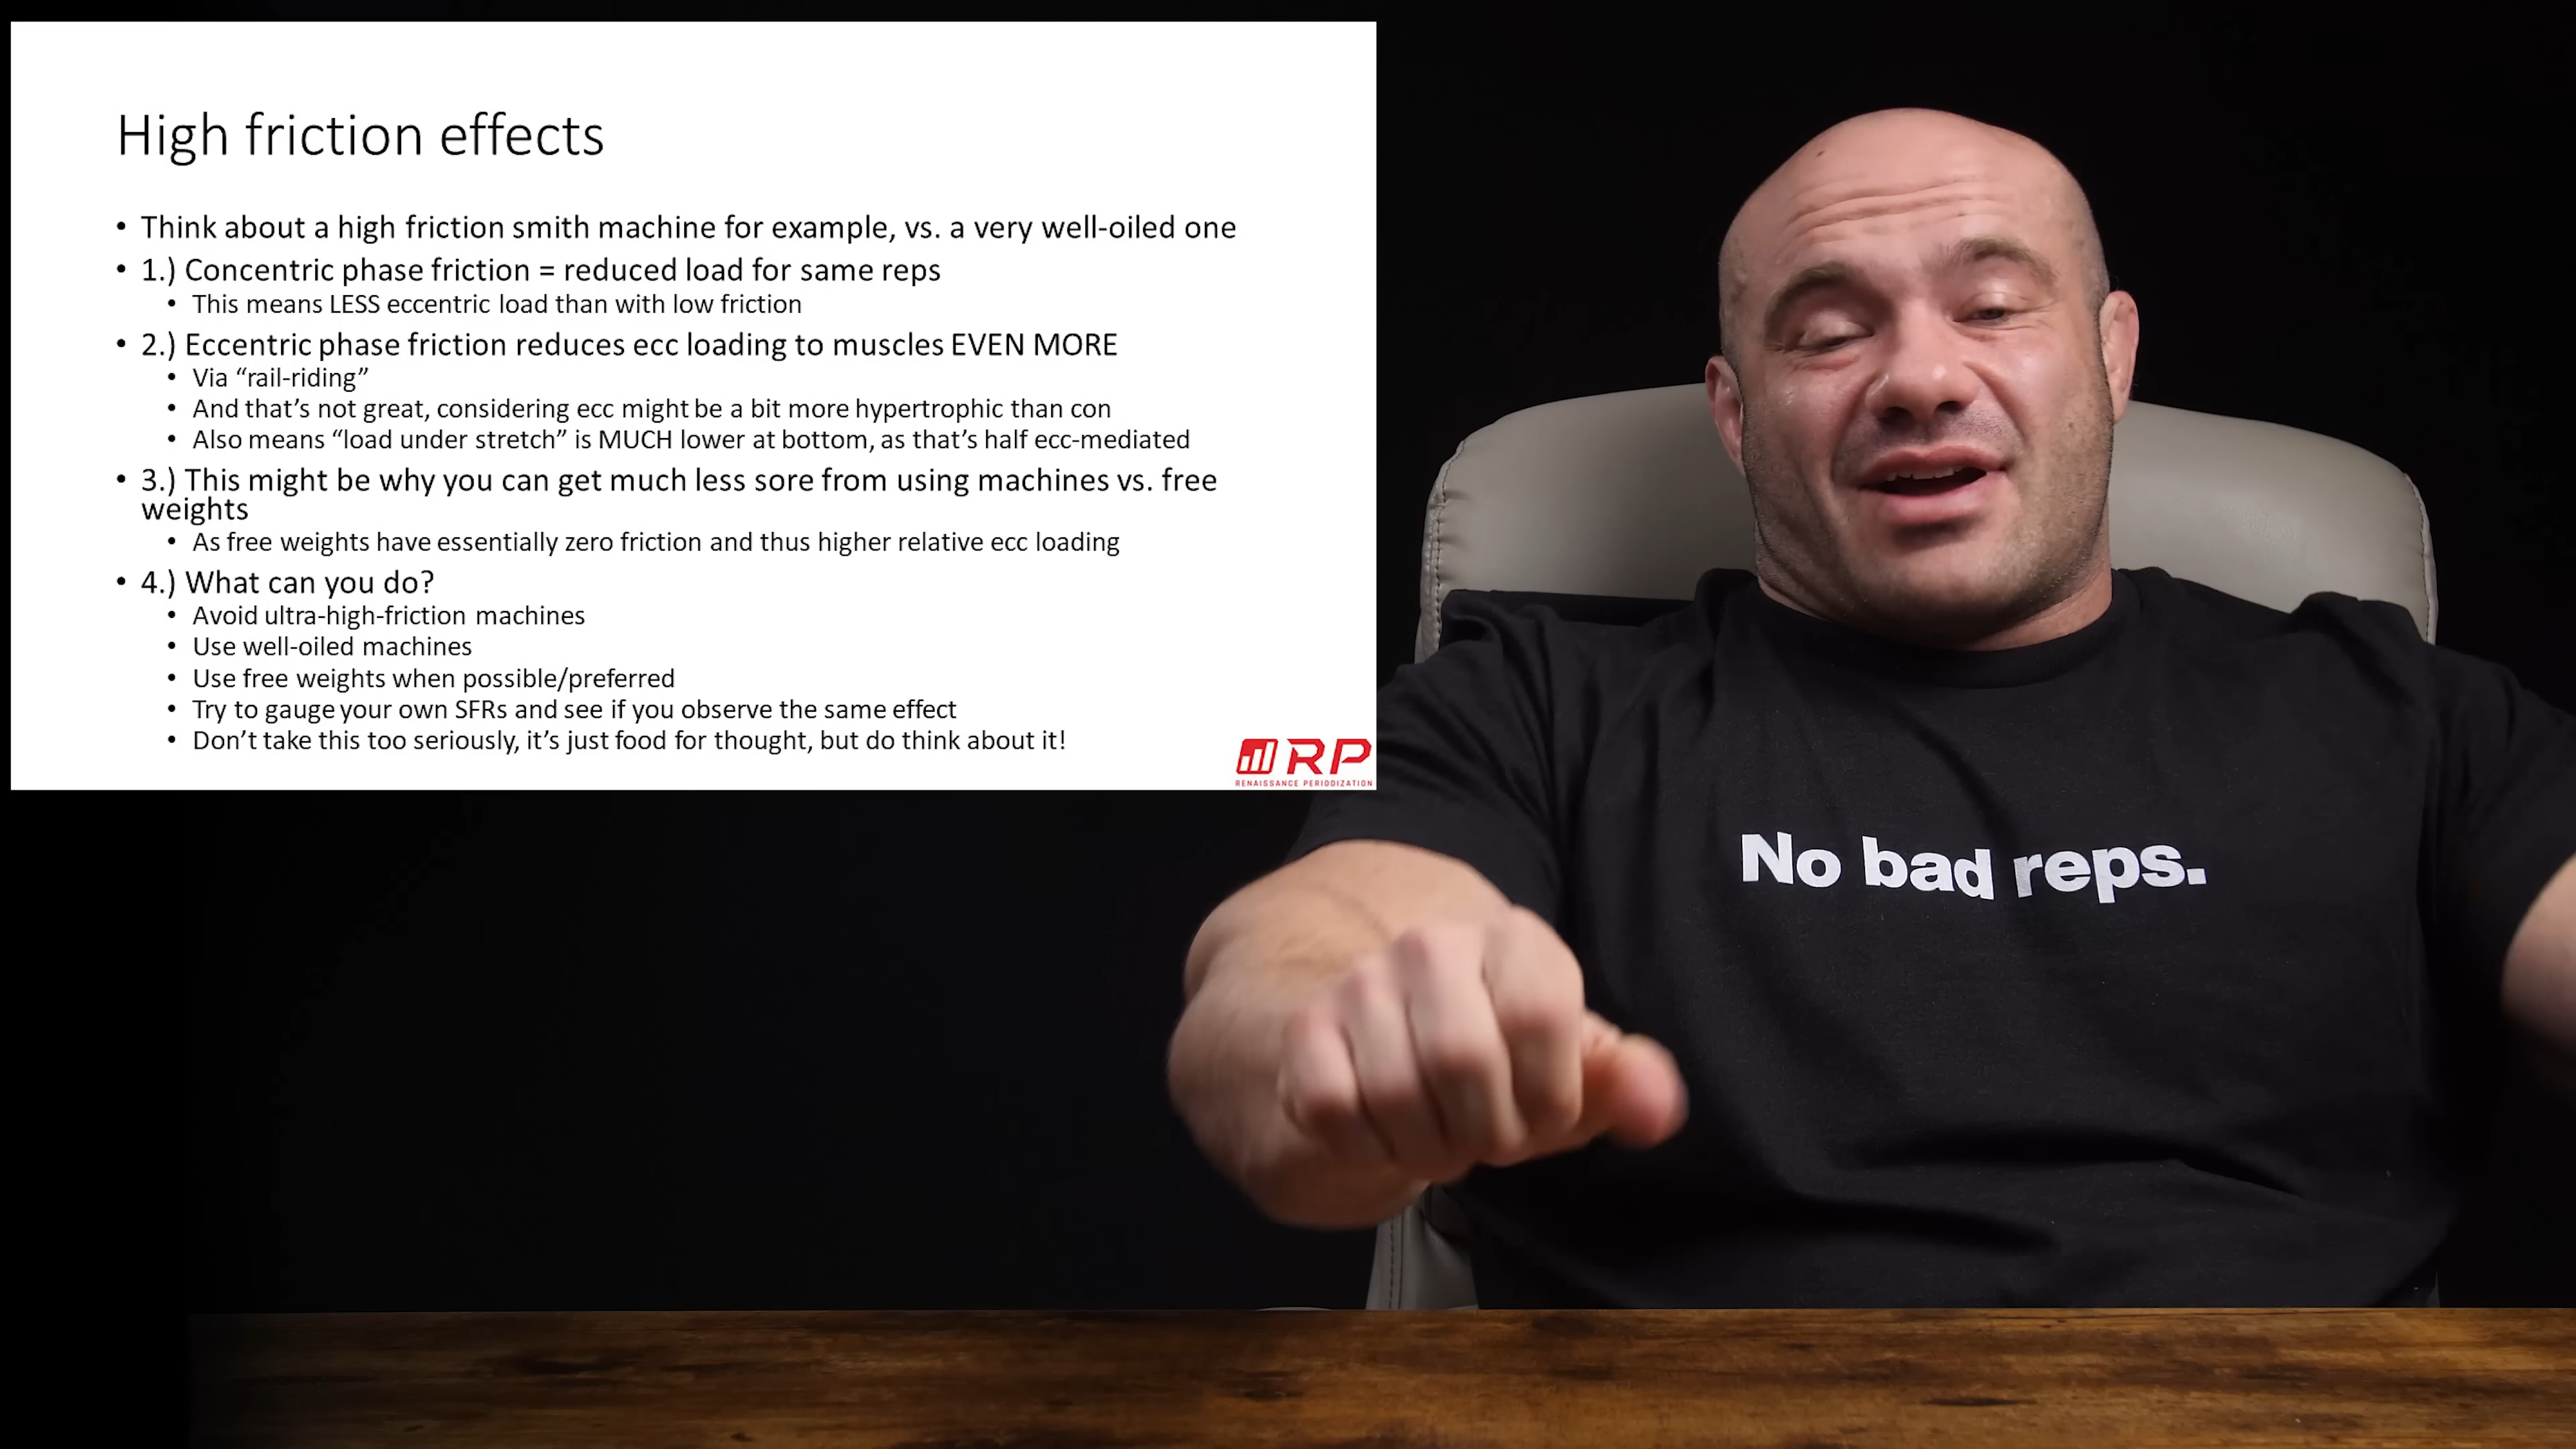 High friction effects
• Think about a high friction smith machine for example, vs. a very well-oiled one
• 1.) Concentric phase friction = reduced load for same reps
• This means LESS eccentric load than with low friction
• 2.) Eccentric phase friction reduces ecc loading to muscles EVEN MORE
• Via “rail-riding”
• And that’s not great, considering ecc might be a bit more hypertrophic than con
• Also means “load under stretch” is MUCH lower at bottom, as that’s half ecc-mediated
• 3.) This might be why you can get much less sore from using machines vs. free
weights
• As free weights have essentially zero friction and thus higher relative ecc loading
• 4.) What can you do?
• Avoid ultra-high-friction machines
• Use well-oiled machines
• Use free weights when possible/preferred
• Try to gauge your own SFRs and see if you observe the same effect
• Don’t take this too seriously, it’s just food for thought, but do think about it!
RP
RENAISSANCE PERIODIZATION
No bad reps.